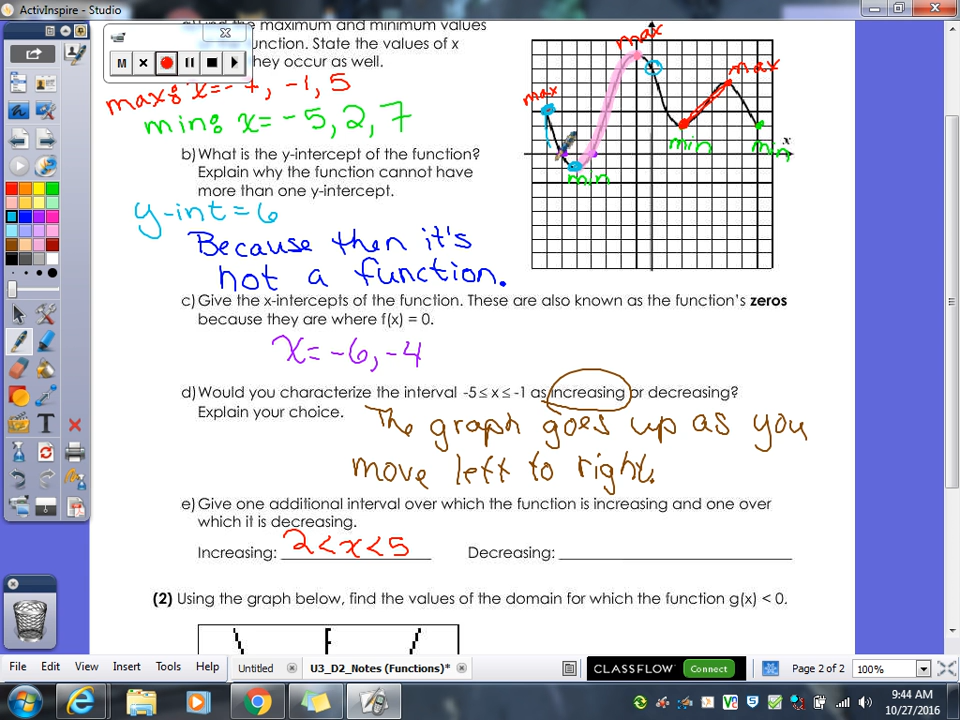 ActivInspire - Studio
the maximum and minimum values
unction. State the values of x
hey occur as well.
max: x=-7, -1, 5
min: x= -5, 2, 7
max
max
max
min
min
min
x
b) What is the y-intercept of the function?
Explain why the function cannot have
more than one y-intercept.
y-int = 6
Because then it's
not a function.
c) Give the x-intercepts of the function. These are also known as the function's zeros
because they are where f(x) = 0.
x= -6, -4
d) Would you characterize the interval -5 ≤ x ≤ -1 as increasing or decreasing?
Explain your choice.
The graph goes up as you
move left to right.
e) Give one additional interval over which the function is increasing and one over
which it is decreasing.
Increasing: 2 < x < 5 Decreasing:
(2) Using the graph below, find the values of the domain for which the function g(x) < 0.
File Edit View Insert Tools Help Untitled U3_D2_Notes (Functions)* CLASSFLOW Connect Page 2 of 2 100%
9:44 AM
10/27/2016